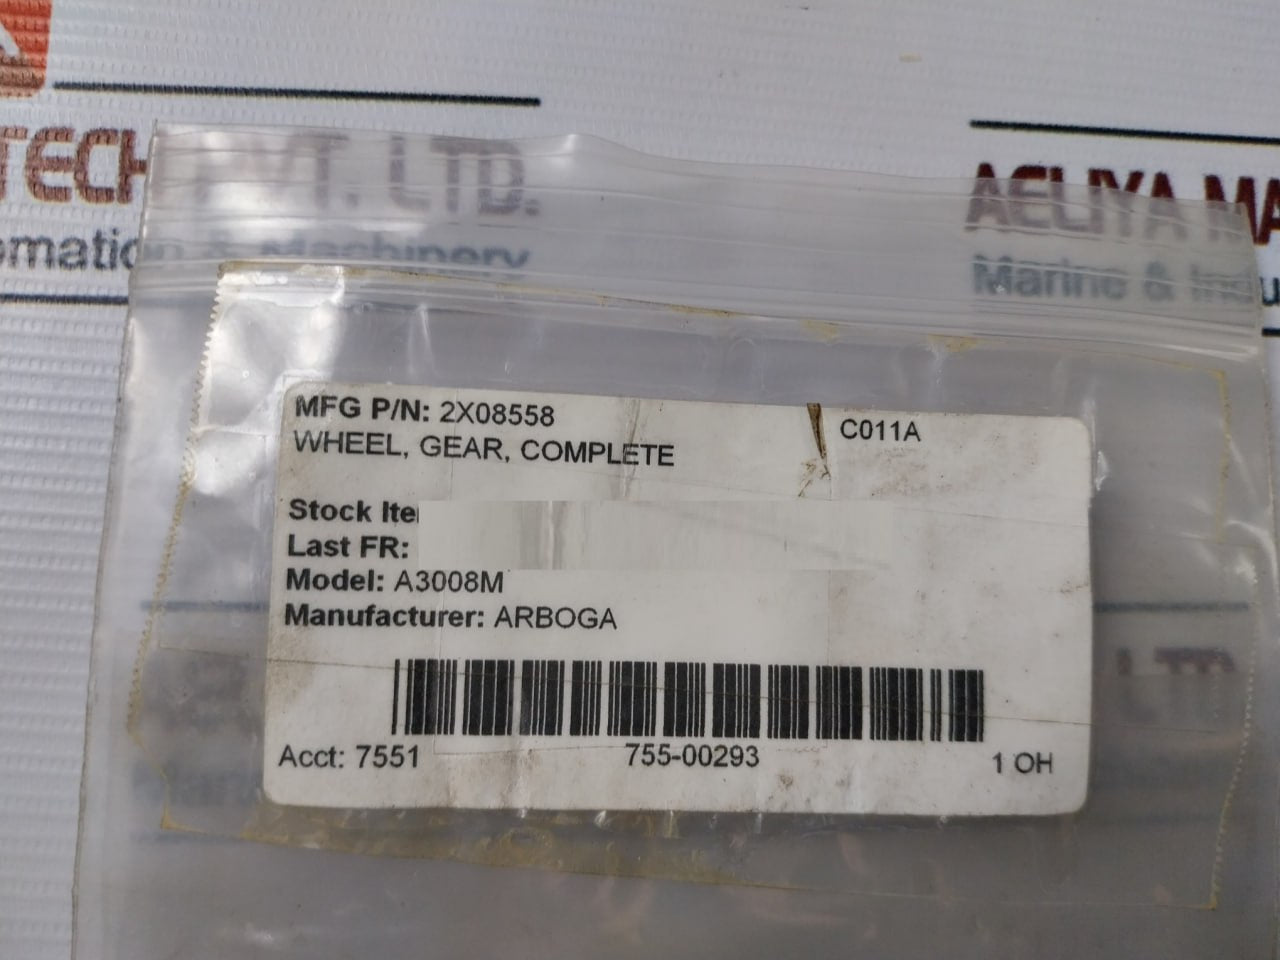 TECH PVT. LTD.
omation & Machinery
AELIYA MA
Marine & Indu
MFG P/N: 2X08558
C011A
WHEEL, GEAR, COMPLETE
Stock Ite
Last FR:
Model: A3008M
Manufacturer: ARBOGA
Acct: 7551
755-00293
1 OH
LTD